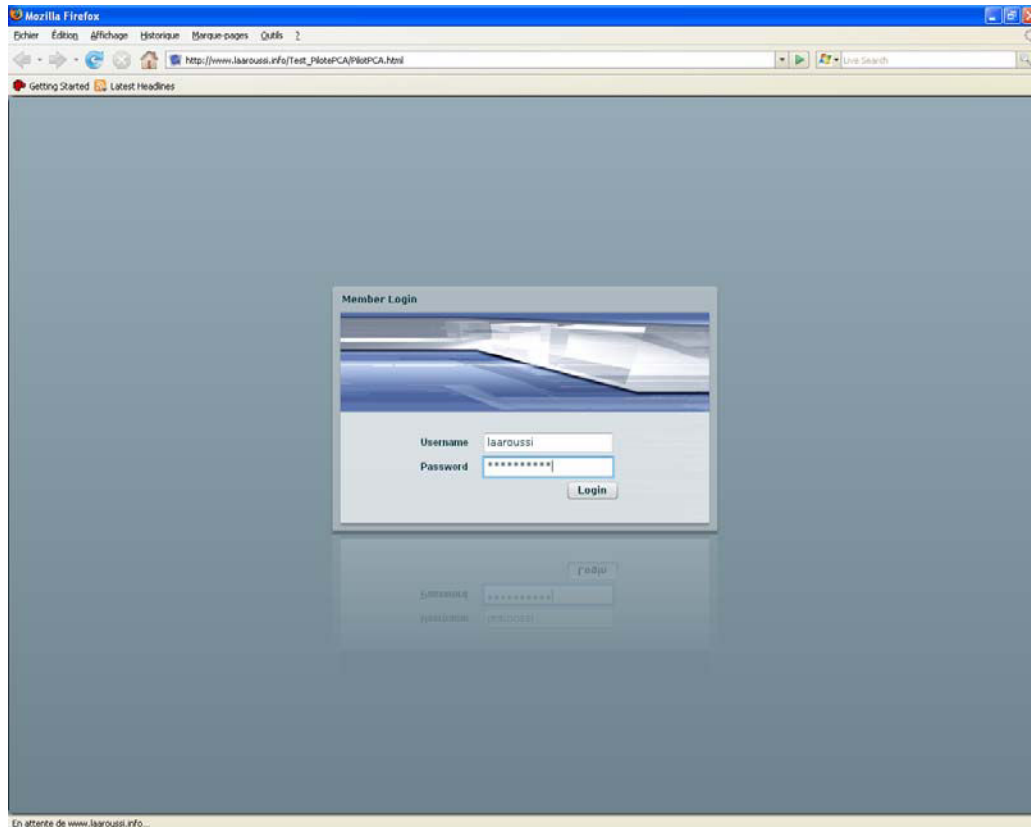 Mozilla Firefox
Fichier Édition Affichage Historique Marque-pages Outils ?
http://www.laaroussi.info/Test_PilotePCA/PilotPCA.html Live Search
Getting Started Latest Headlines
Member Login
Username laaroussi
Password **********
Login
En attente de www.laaroussi.info...